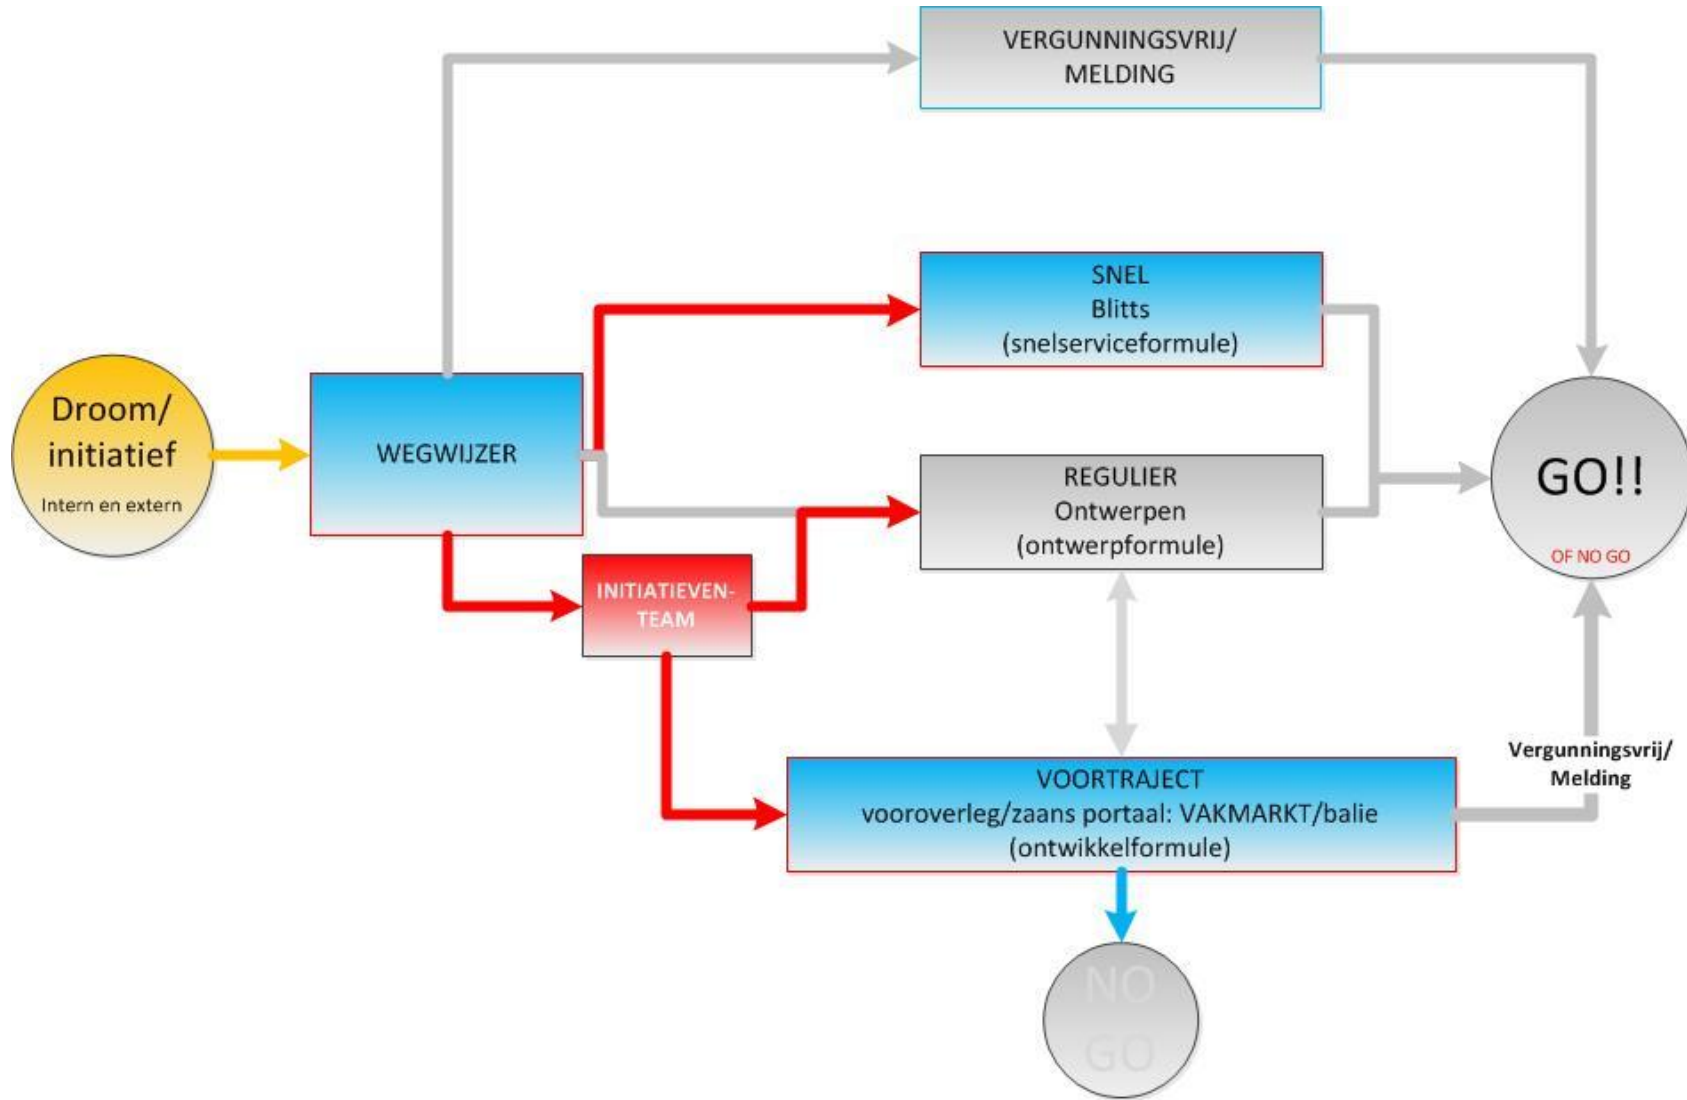 VERGUNNINGSVRIJ/
MELDING
SNEL
Blitts
(snelserviceformule)
Droom/
initiatief
Intern en extern
WEGWIJZER
REGULIER
Ontwerpen
(ontwerpformule)
GO!!
OF NO GO
INITIATIEVEN-
TEAM
Vergunningsvrij/
Melding
VOORTRAJECT
vooroverleg/zaans portaal: VAKMARKT/balie
(ontwikkelformule)
NO
GO